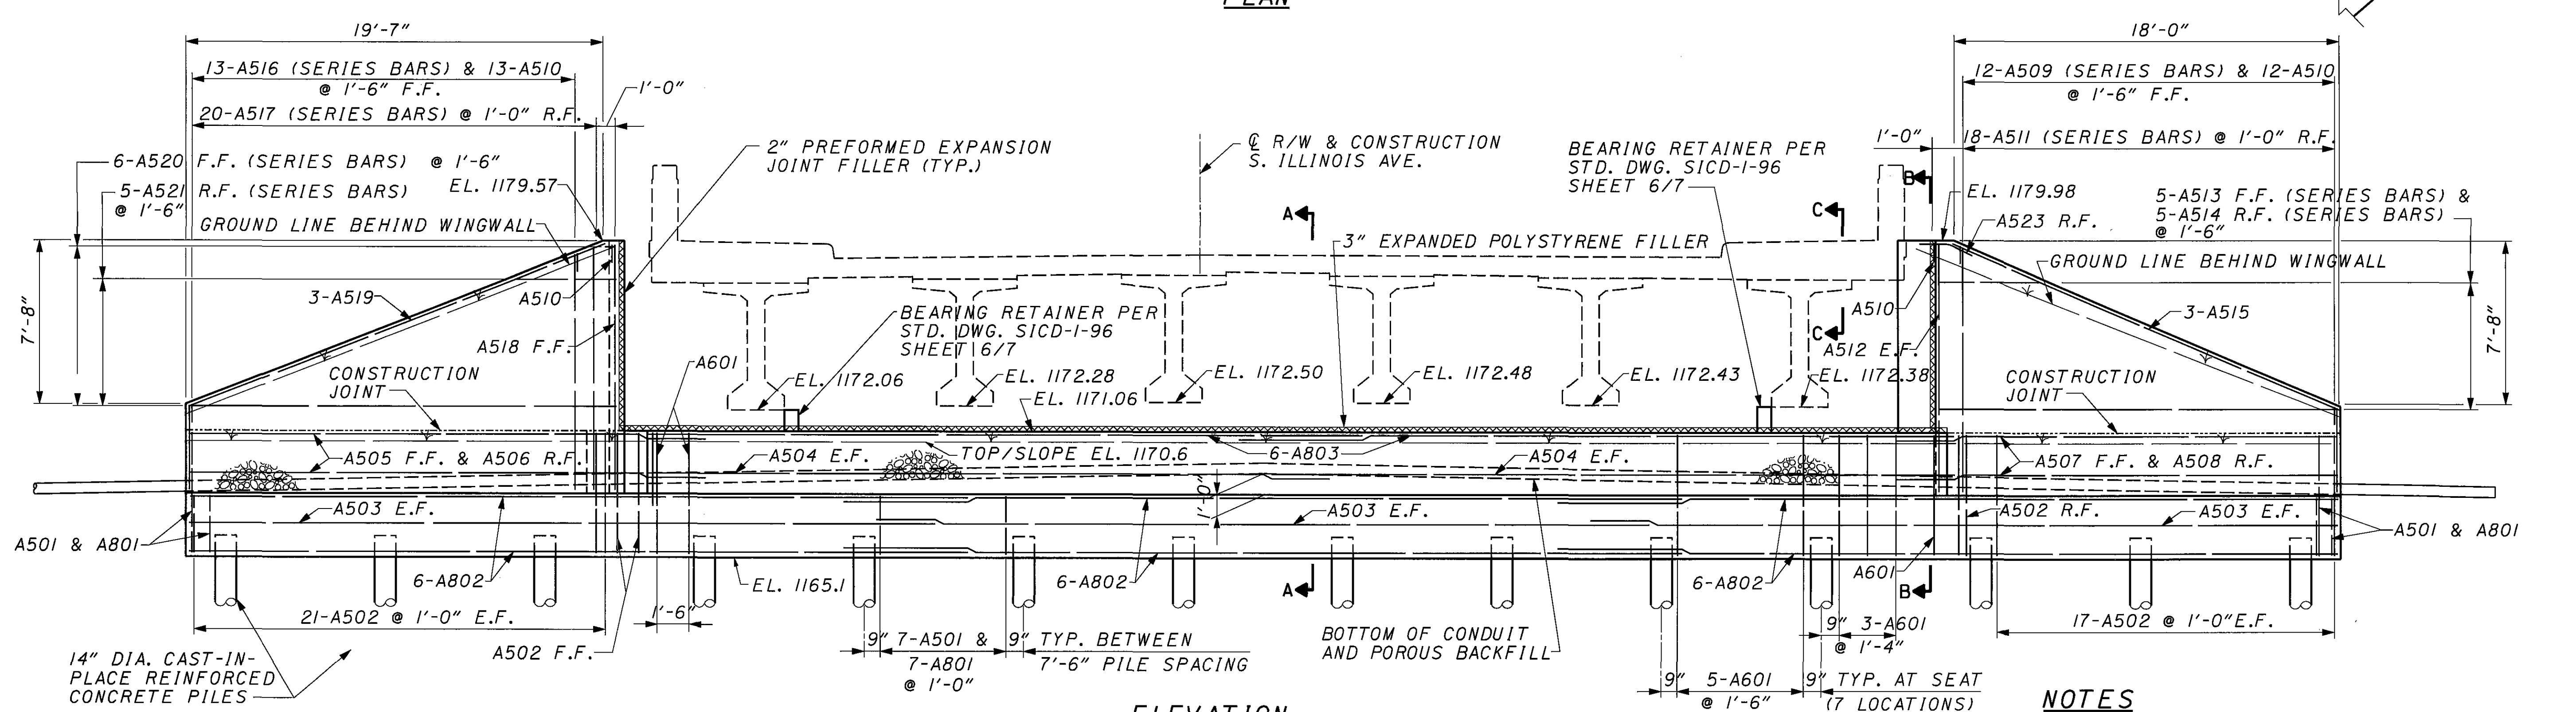 PLAN
19'-7"
13-A516 (SERIES BARS) & 13-A510
@ 1'-6" F.F.
20-A517 (SERIES BARS) @ 1'-0" R.F.
1'-0"
6-A520 F.F. (SERIES BARS) @ 1'-6"
5-A521 R.F. (SERIES BARS)
@ 1'-6"
EL. 1179.57
GROUND LINE BEHIND WINGWALL
7'-8"
3-A519
A510
A518 F.F.
CONSTRUCTION
JOINT
2" PREFORMED EXPANSION
JOINT FILLER (TYP.)
℄ R/W & CONSTRUCTION
S. ILLINOIS AVE.
BEARING RETAINER PER
STD. DWG. SICD-1-96
SHEET 6/7
A
C
B
3" EXPANDED POLYSTYRENE FILLER
BEARING RETAINER PER
STD. DWG. SICD-1-96
SHEET 6/7
A601
EL. 1172.06
EL. 1172.28
EL. 1172.50
EL. 1172.48
EL. 1172.43
EL. 1172.38
EL. 1171.06
C
18'-0"
12-A509 (SERIES BARS) & 12-A510
@ 1'-6" F.F.
1'-0"
18-A511 (SERIES BARS) @ 1'-0" R.F.
EL. 1179.98
A523 R.F.
5-A513 F.F. (SERIES BARS) &
5-A514 R.F. (SERIES BARS)
@ 1'-6"
GROUND LINE BEHIND WINGWALL
A510
3-A515
A512 E.F.
7'-8"
CONSTRUCTION
JOINT
A505 F.F. & A506 R.F.
A504 E.F.
TOP/SLOPE EL. 1170.6
6-A803
A504 E.F.
A507 F.F. & A508 R.F.
A503 E.F.
1'-0"
A503 E.F.
A502 R.F.
A503 E.F.
A501 & A801
A501 & A801
6-A802
EL. 1165.1
6-A802
6-A802
A601
A
B
21-A502 @ 1'-0" E.F.
1'-6"
17-A502 @ 1'-0" E.F.
A502 F.F.
9" 7-A501 & 9" TYP. BETWEEN
7-A801 7'-6" PILE SPACING
@ 1'-0"
BOTTOM OF CONDUIT
AND POROUS BACKFILL
9" 3-A601
@ 1'-4"
9" 5-A601 9" TYP. AT SEAT
@ 1'-6" (7 LOCATIONS)
14" DIA. CAST-IN-
PLACE REINFORCED
CONCRETE PILES
ELEVATION
NOTES